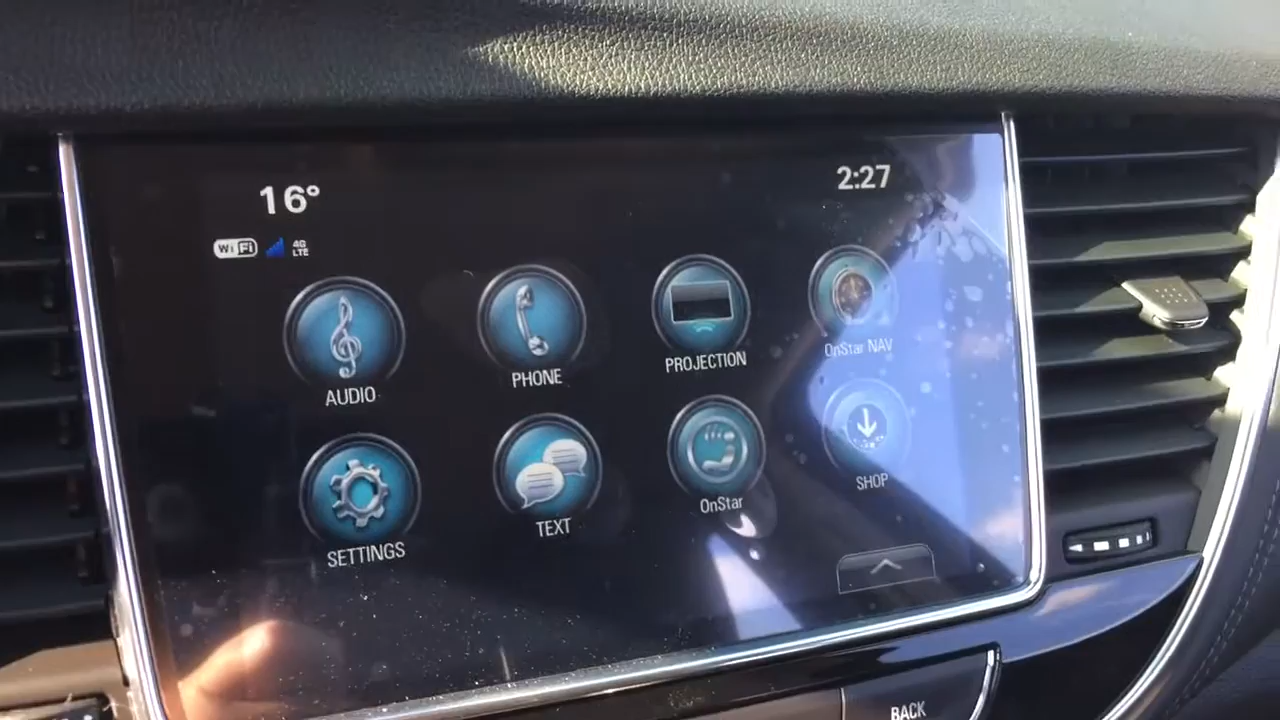 16°
2:27
WiFi 4G
LTE
AUDIO
PHONE
PROJECTION
OnStar NAV
SETTINGS
TEXT
OnStar
SHOP
BACK